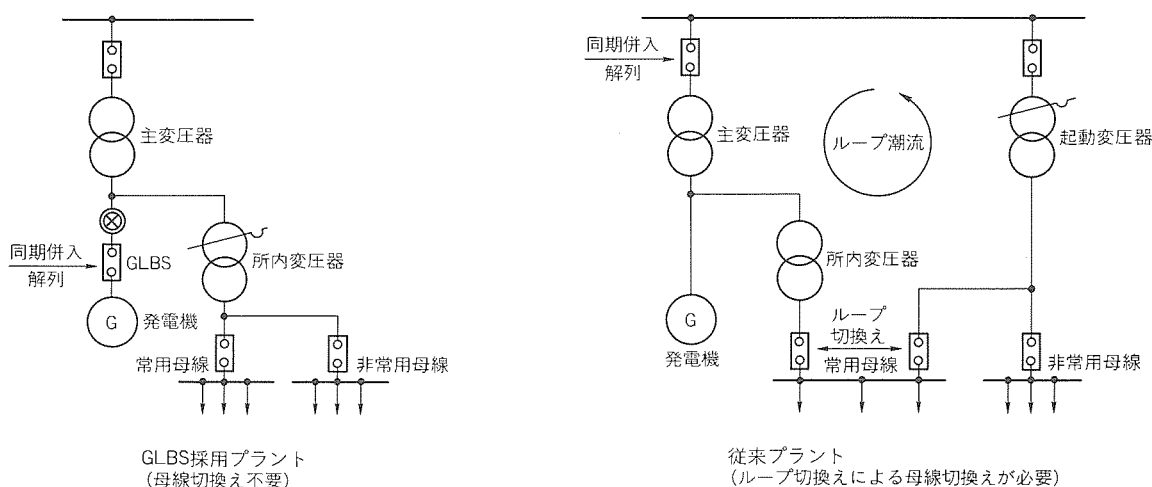 主変圧器
同期併入
解列
GLBS
所内変圧器
G
発電機
常用母線
非常用母線
GLBS採用プラント
(母線切換え不要)
同期併入
解列
主変圧器
ループ潮流
起動変圧器
所内変圧器
G
発電機
ループ
切換え
常用母線
非常用母線
従来プラント
(ループ切換えによる母線切換えが必要)